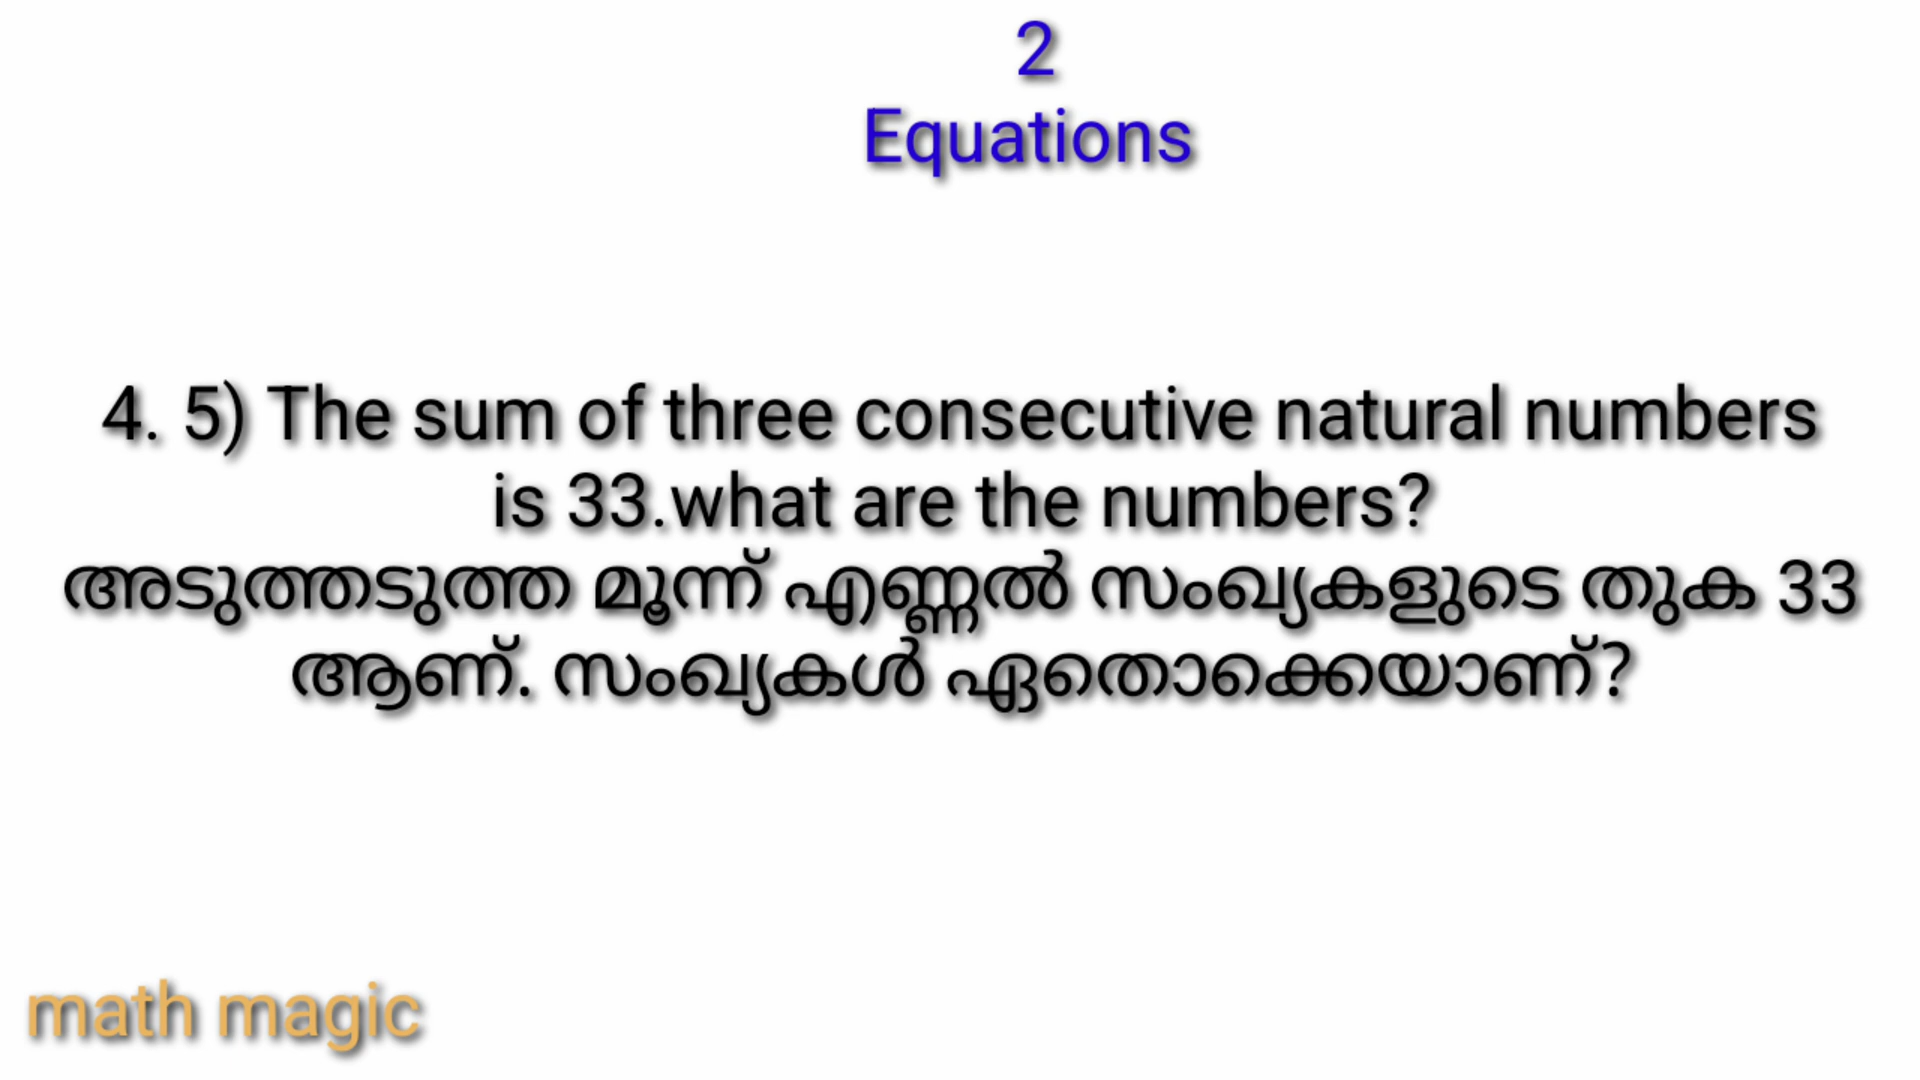 2
Equations
4. 5) The sum of three consecutive natural numbers
is 33.what are the numbers?
അടുത്തടുത്ത മൂന്ന് എണ്ണൽ സംഖ്യകളുടെ തുക 33
ആണ്. സംഖ്യകൾ ഏതൊക്കെയാണ്?
math magic